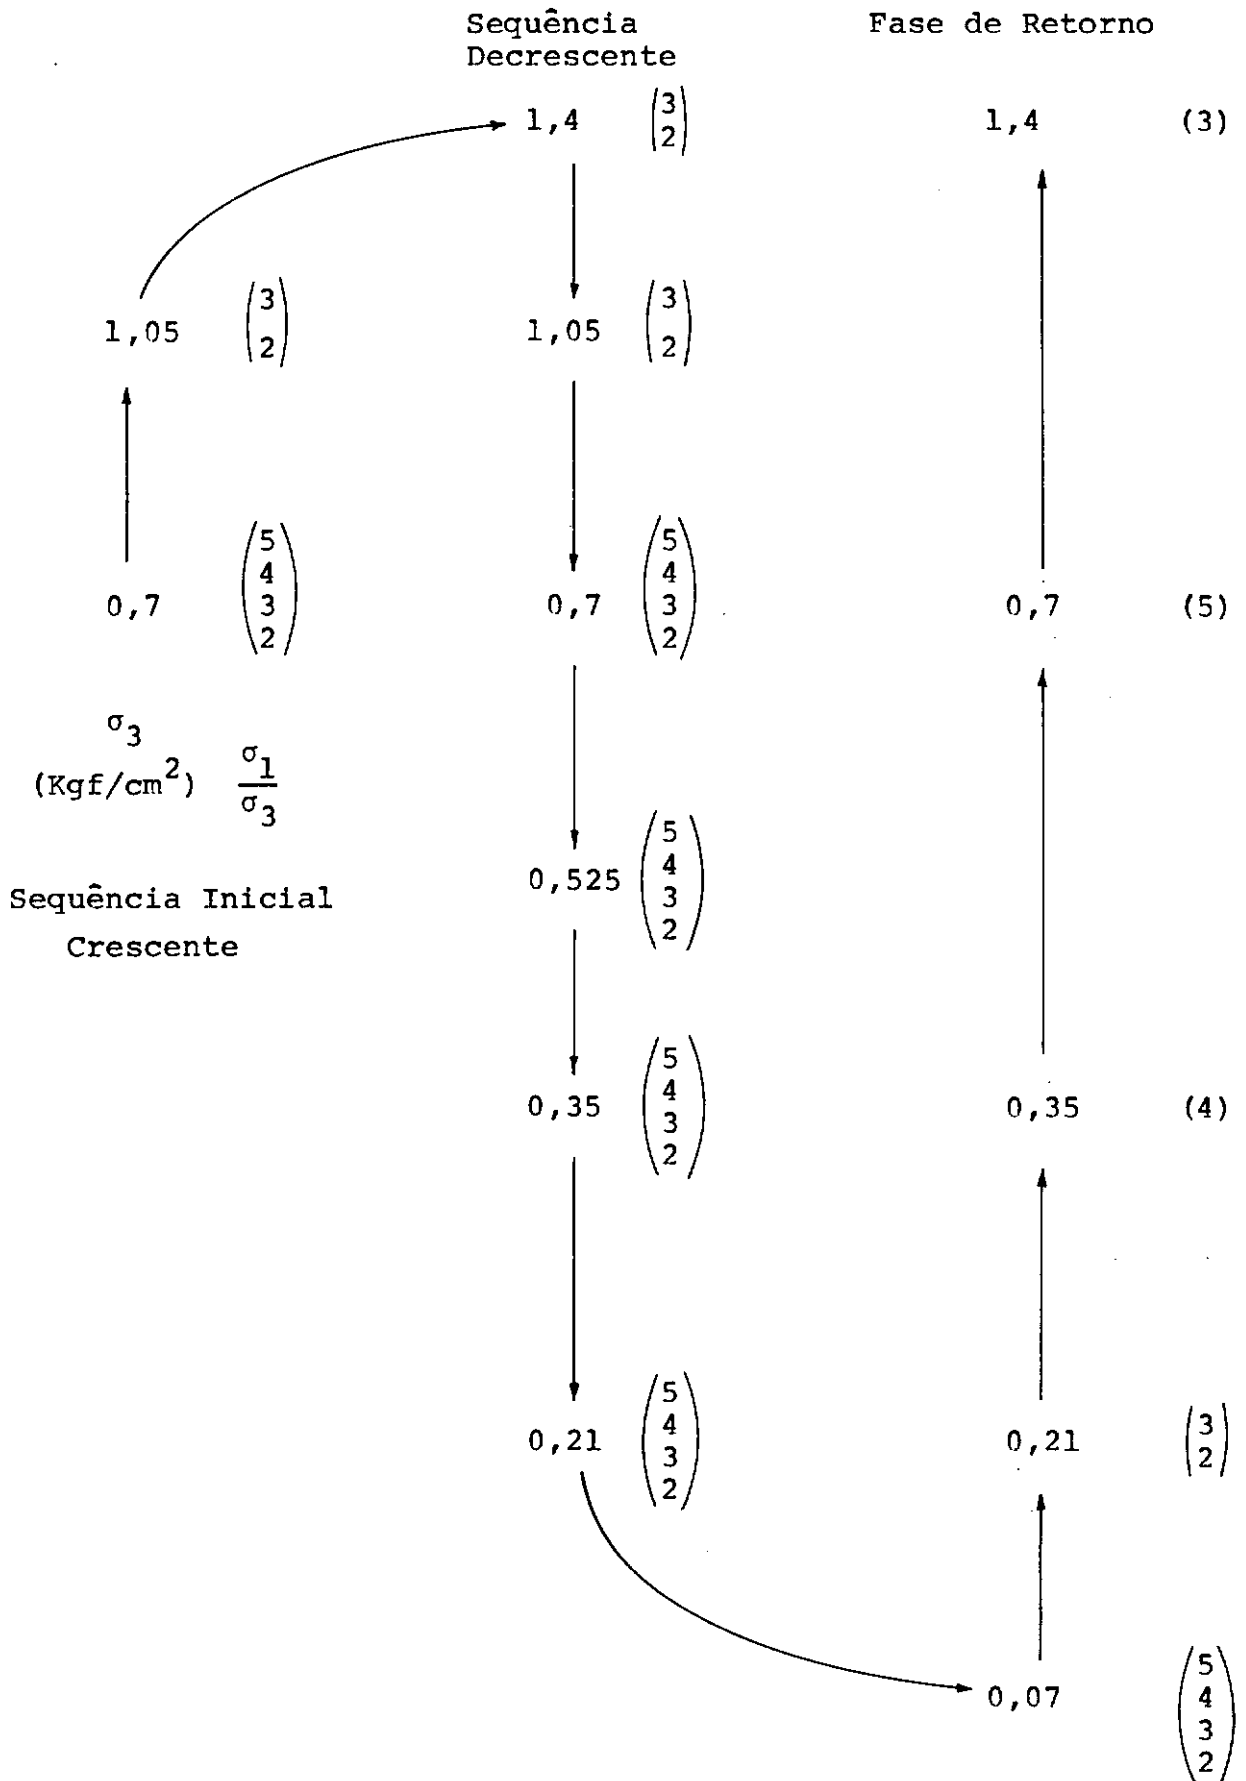 Sequência
Decrescente
Fase de Retorno
1,4 (3 2)
1,4 (3)
1,05 (3 2)
1,05 (3 2)
0,7 (5 4 3 2)
0,7 (5 4 3 2)
0,7 (5)
σ3
(Kgf/cm²) σ1/σ3
Sequência Inicial
Crescente
0,525 (5 4 3 2)
0,35 (5 4 3 2)
0,35 (4)
0,21 (5 4 3 2)
0,21 (3 2)
0,07 (5 4 3 2)